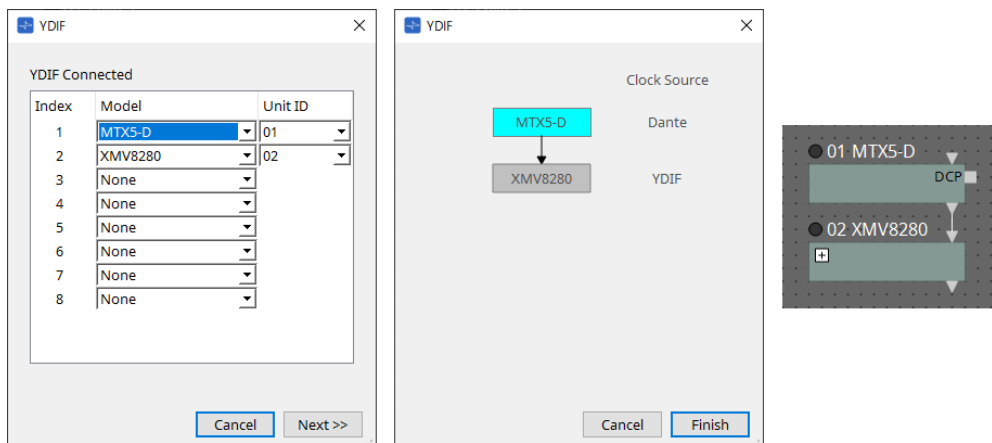 YDIF
YDIF Connected
Index Model Unit ID
1 MTX5-D 01
2 XMV8280 02
3 None
4 None
5 None
6 None
7 None
8 None
Cancel Next >>
YDIF
Clock Source
MTX5-D Dante
XMV8280 YDIF
Cancel Finish
01 MTX5-D
DCP
02 XMV8280